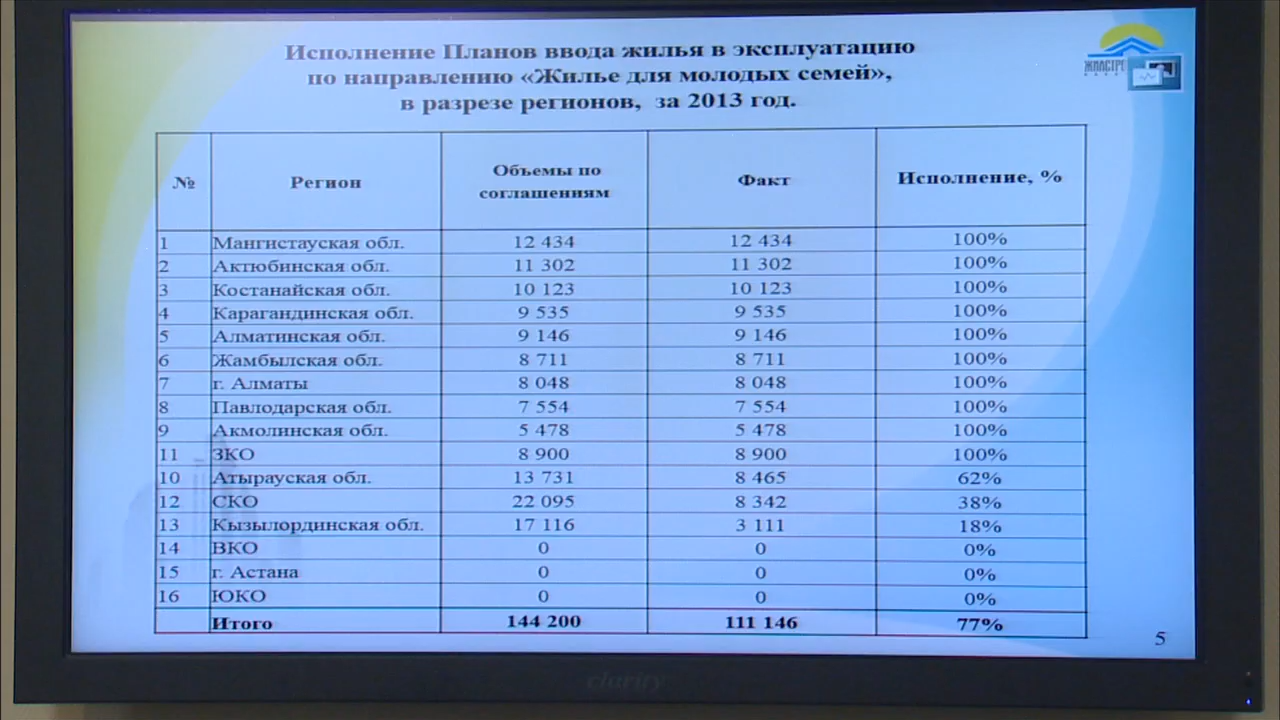 Исполнение Планов ввода жилья в эксплуатацию
по направлению «Жилье для молодых семей»,
в разрезе регионов, за 2013 год.
№ Регион Объемы по соглашениям Факт Исполнение, %
1 Мангистауская обл. 12 434 12 434 100%
2 Актюбинская обл. 11 302 11 302 100%
3 Костанайская обл. 10 123 10 123 100%
4 Карагандинская обл. 9 535 9 535 100%
5 Алматинская обл. 9 146 9 146 100%
6 Жамбылская обл. 8 711 8 711 100%
7 г. Алматы 8 048 8 048 100%
8 Павлодарская обл. 7 554 7 554 100%
9 Акмолинская обл. 5 478 5 478 100%
11 ЗКО 8 900 8 900 100%
10 Атырауская обл. 13 731 8 465 62%
12 СКО 22 095 8 342 38%
13 Кызылординская обл. 17 116 3 111 18%
14 ВКО 0 0 0%
15 г. Астана 0 0 0%
16 ЮКО 0 0 0%
Итого 144 200 111 146 77%
5
clarity